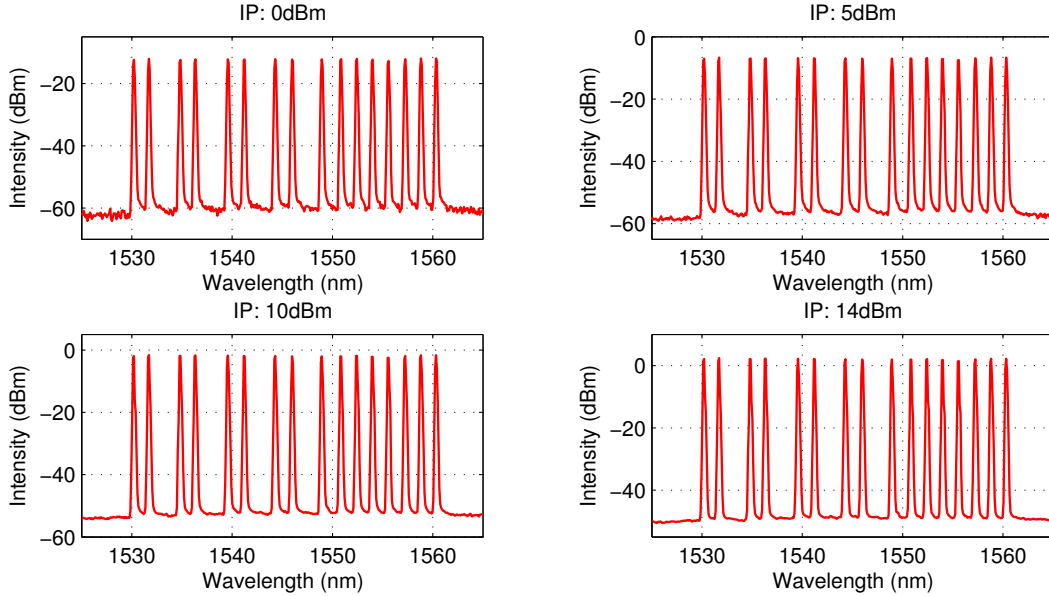 IP: 0dBm
Intensity (dBm)
−20
−40
−60
1530 1540 1550 1560
Wavelength (nm)
IP: 5dBm
Intensity (dBm)
0
−20
−40
−60
1530 1540 1550 1560
Wavelength (nm)
IP: 10dBm
Intensity (dBm)
0
−20
−40
−60
1530 1540 1550 1560
Wavelength (nm)
IP: 14dBm
Intensity (dBm)
0
−20
−40
1530 1540 1550 1560
Wavelength (nm)